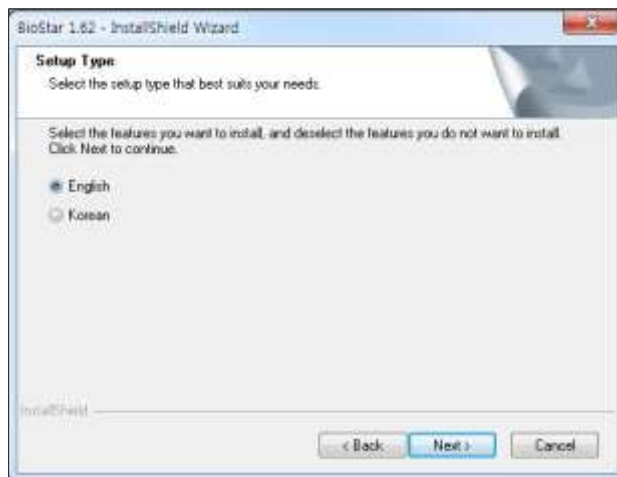 BioStar 1.62 - InstallShield Wizard
Setup Type
Select the setup type that best suits your needs.
Select the features you want to install, and deselect the features you do not want to install.
Click Next to continue.
English
Korean
InstallShield
< Back
Next >
Cancel